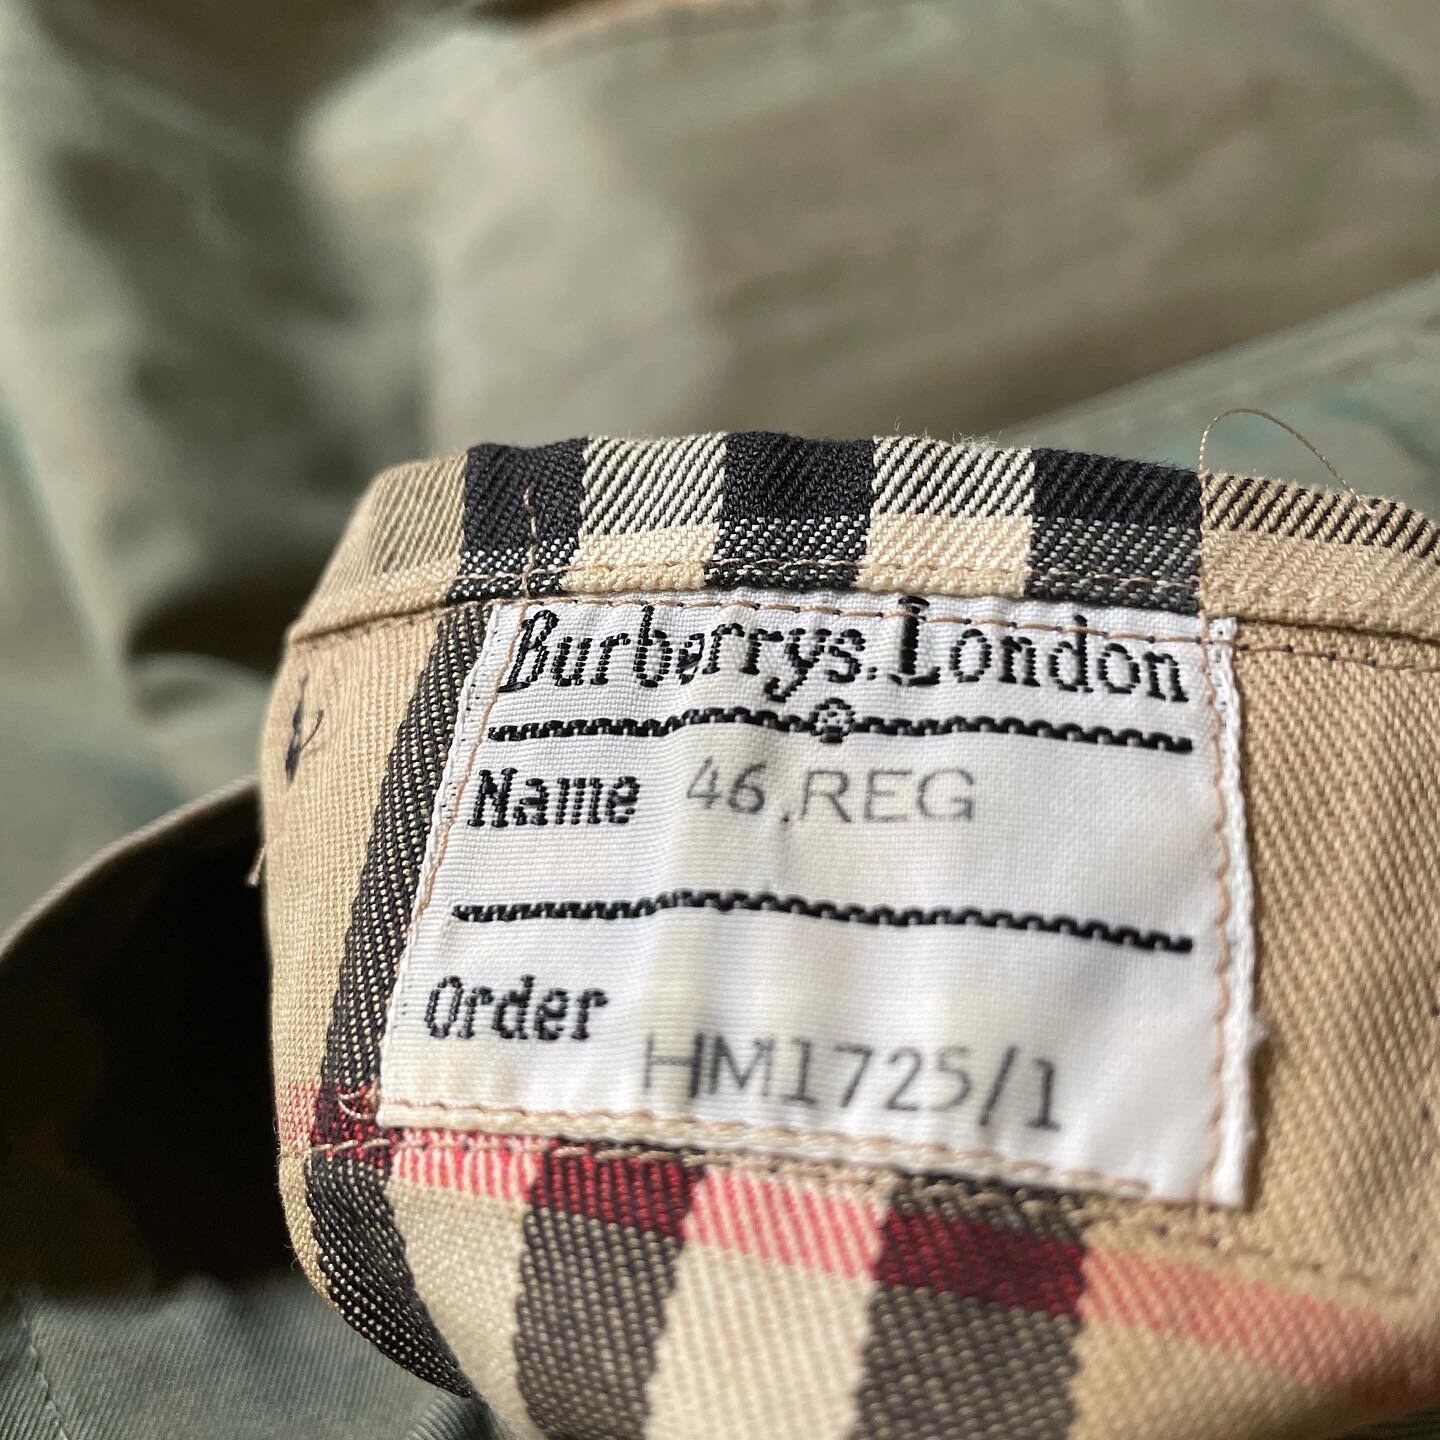 Burberrys. London
Name 46.REG
Order HM1725/1